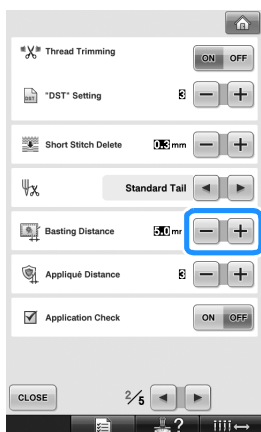 Thread Trimming ON OFF
DST "DST" Setting 3
Short Stitch Delete 0.3 mm
Standard Tail
Basting Distance 5.0 mm
Appliqué Distance 3
Application Check ON OFF
CLOSE 2/5
?